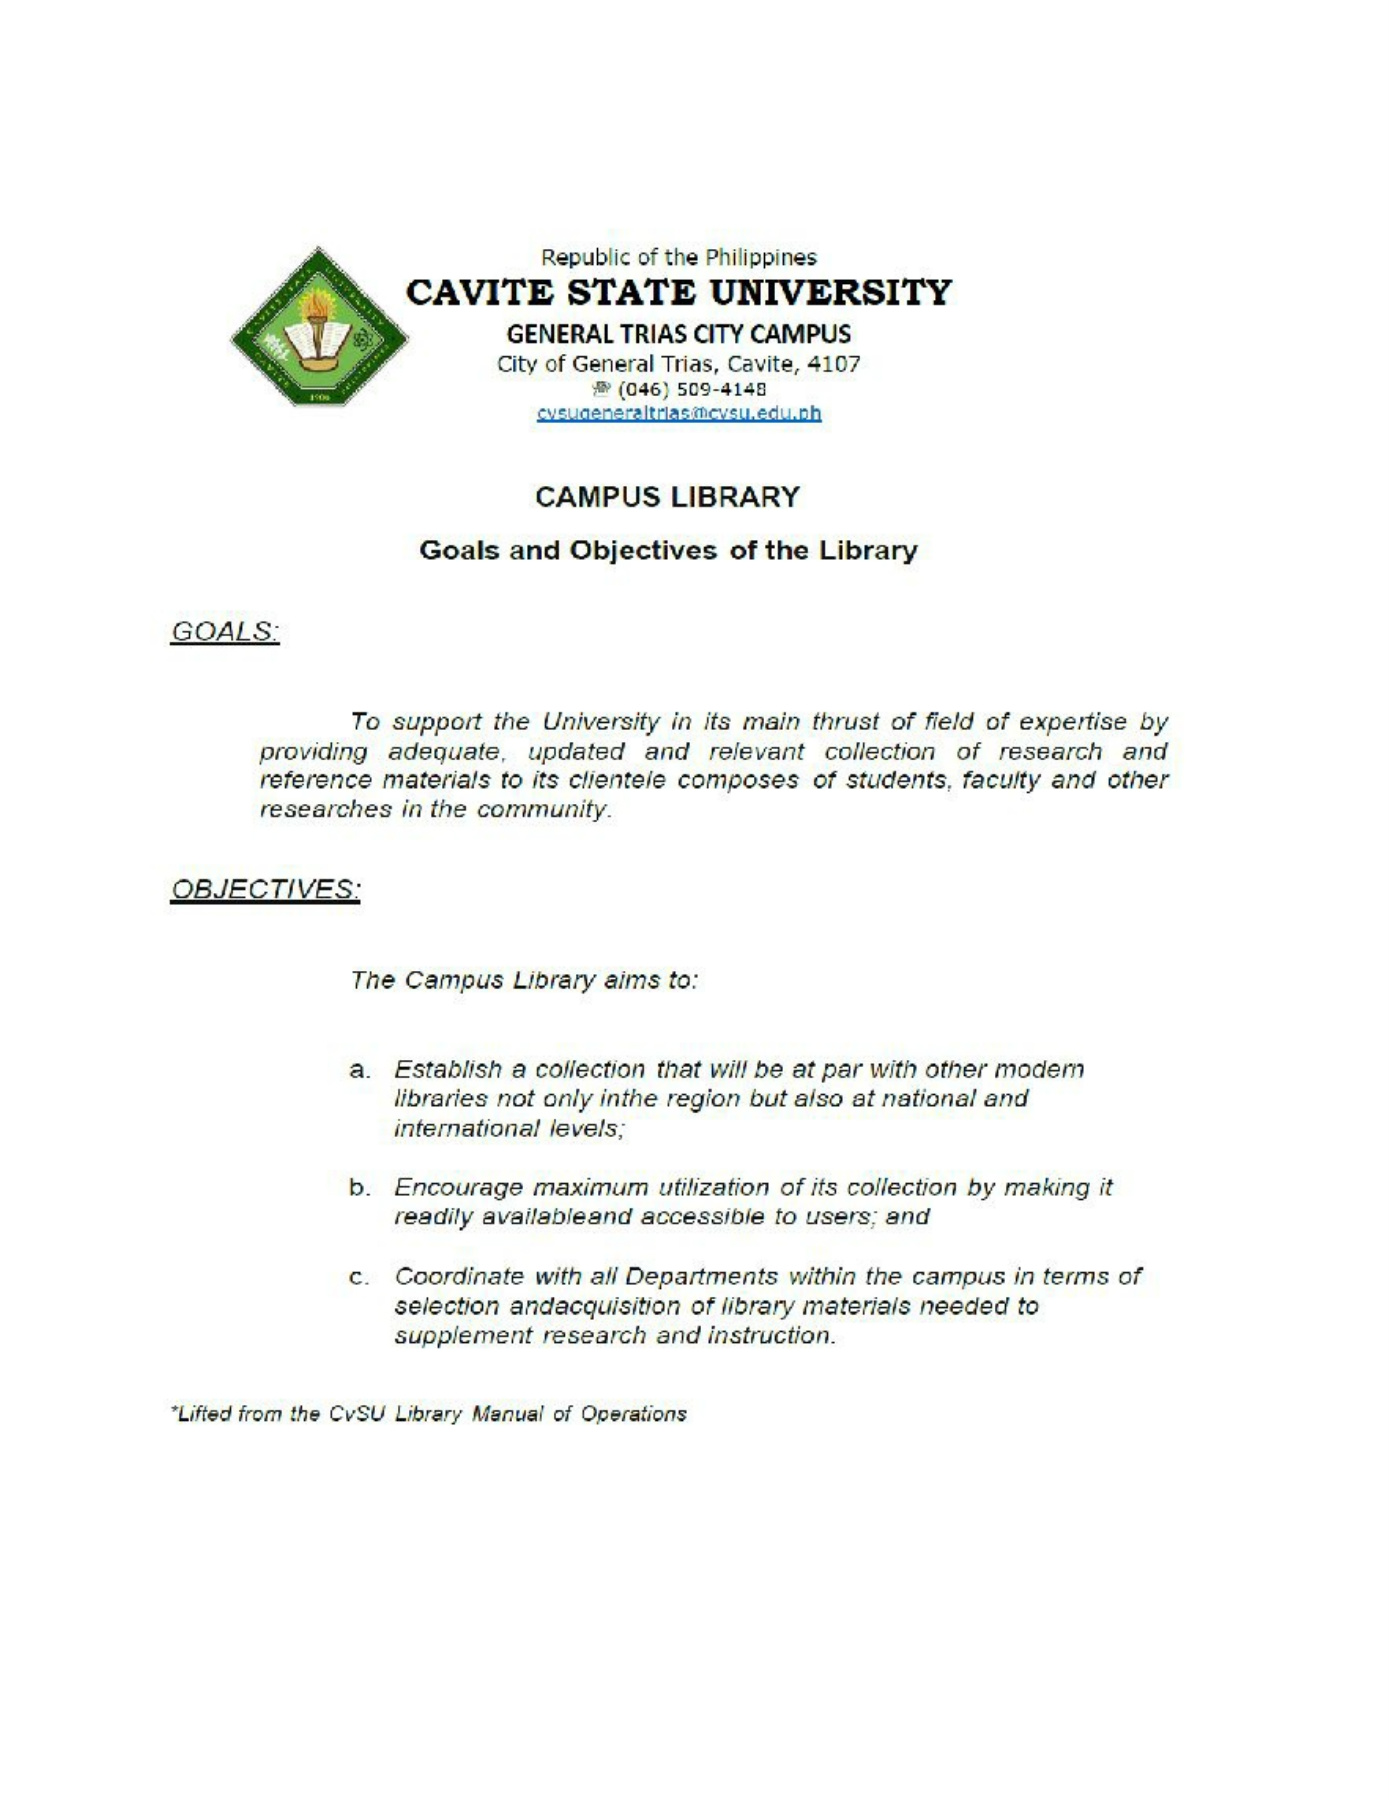 Republic of the Philippines
CAVITE STATE UNIVERSITY
GENERAL TRIAS CITY CAMPUS
City of General Trias, Cavite, 4107
☏ (046) 509-4148
cvsugeneraltrias@cvsu.edu.ph
CAVITE STATE UNIVERSITY
CAVITE
PHILIPPINES
1906
CAMPUS LIBRARY
Goals and Objectives of the Library
GOALS:
To support the University in its main thrust of field of expertise by
providing adequate, updated and relevant collection of research and
reference materials to its clientele composes of students, faculty and other
researches in the community.
OBJECTIVES:
The Campus Library aims to:
a. Establish a collection that will be at par with other modern
libraries not only inthe region but also at national and
international levels;
b. Encourage maximum utilization of its collection by making it
readily availableand accessible to users; and
c. Coordinate with all Departments within the campus in terms of
selection andacquisition of library materials needed to
supplement research and instruction.
*Lifted from the CvSU Library Manual of Operations